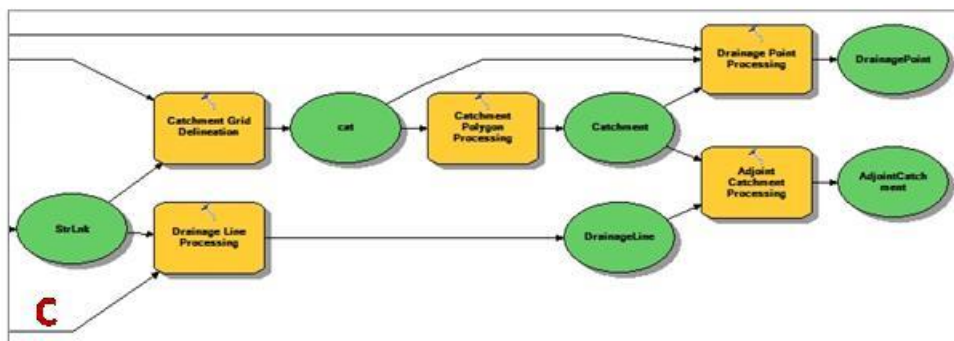 Drainage Point
Processing
DrainagePoint
Catchment Grid
Delineation
cat
Catchment
Polygon
Processing
Catchment
Adjoint
Catchment
Processing
AdjointCatch
ment
StrLnk
Drainage Line
Processing
DrainageLine
C